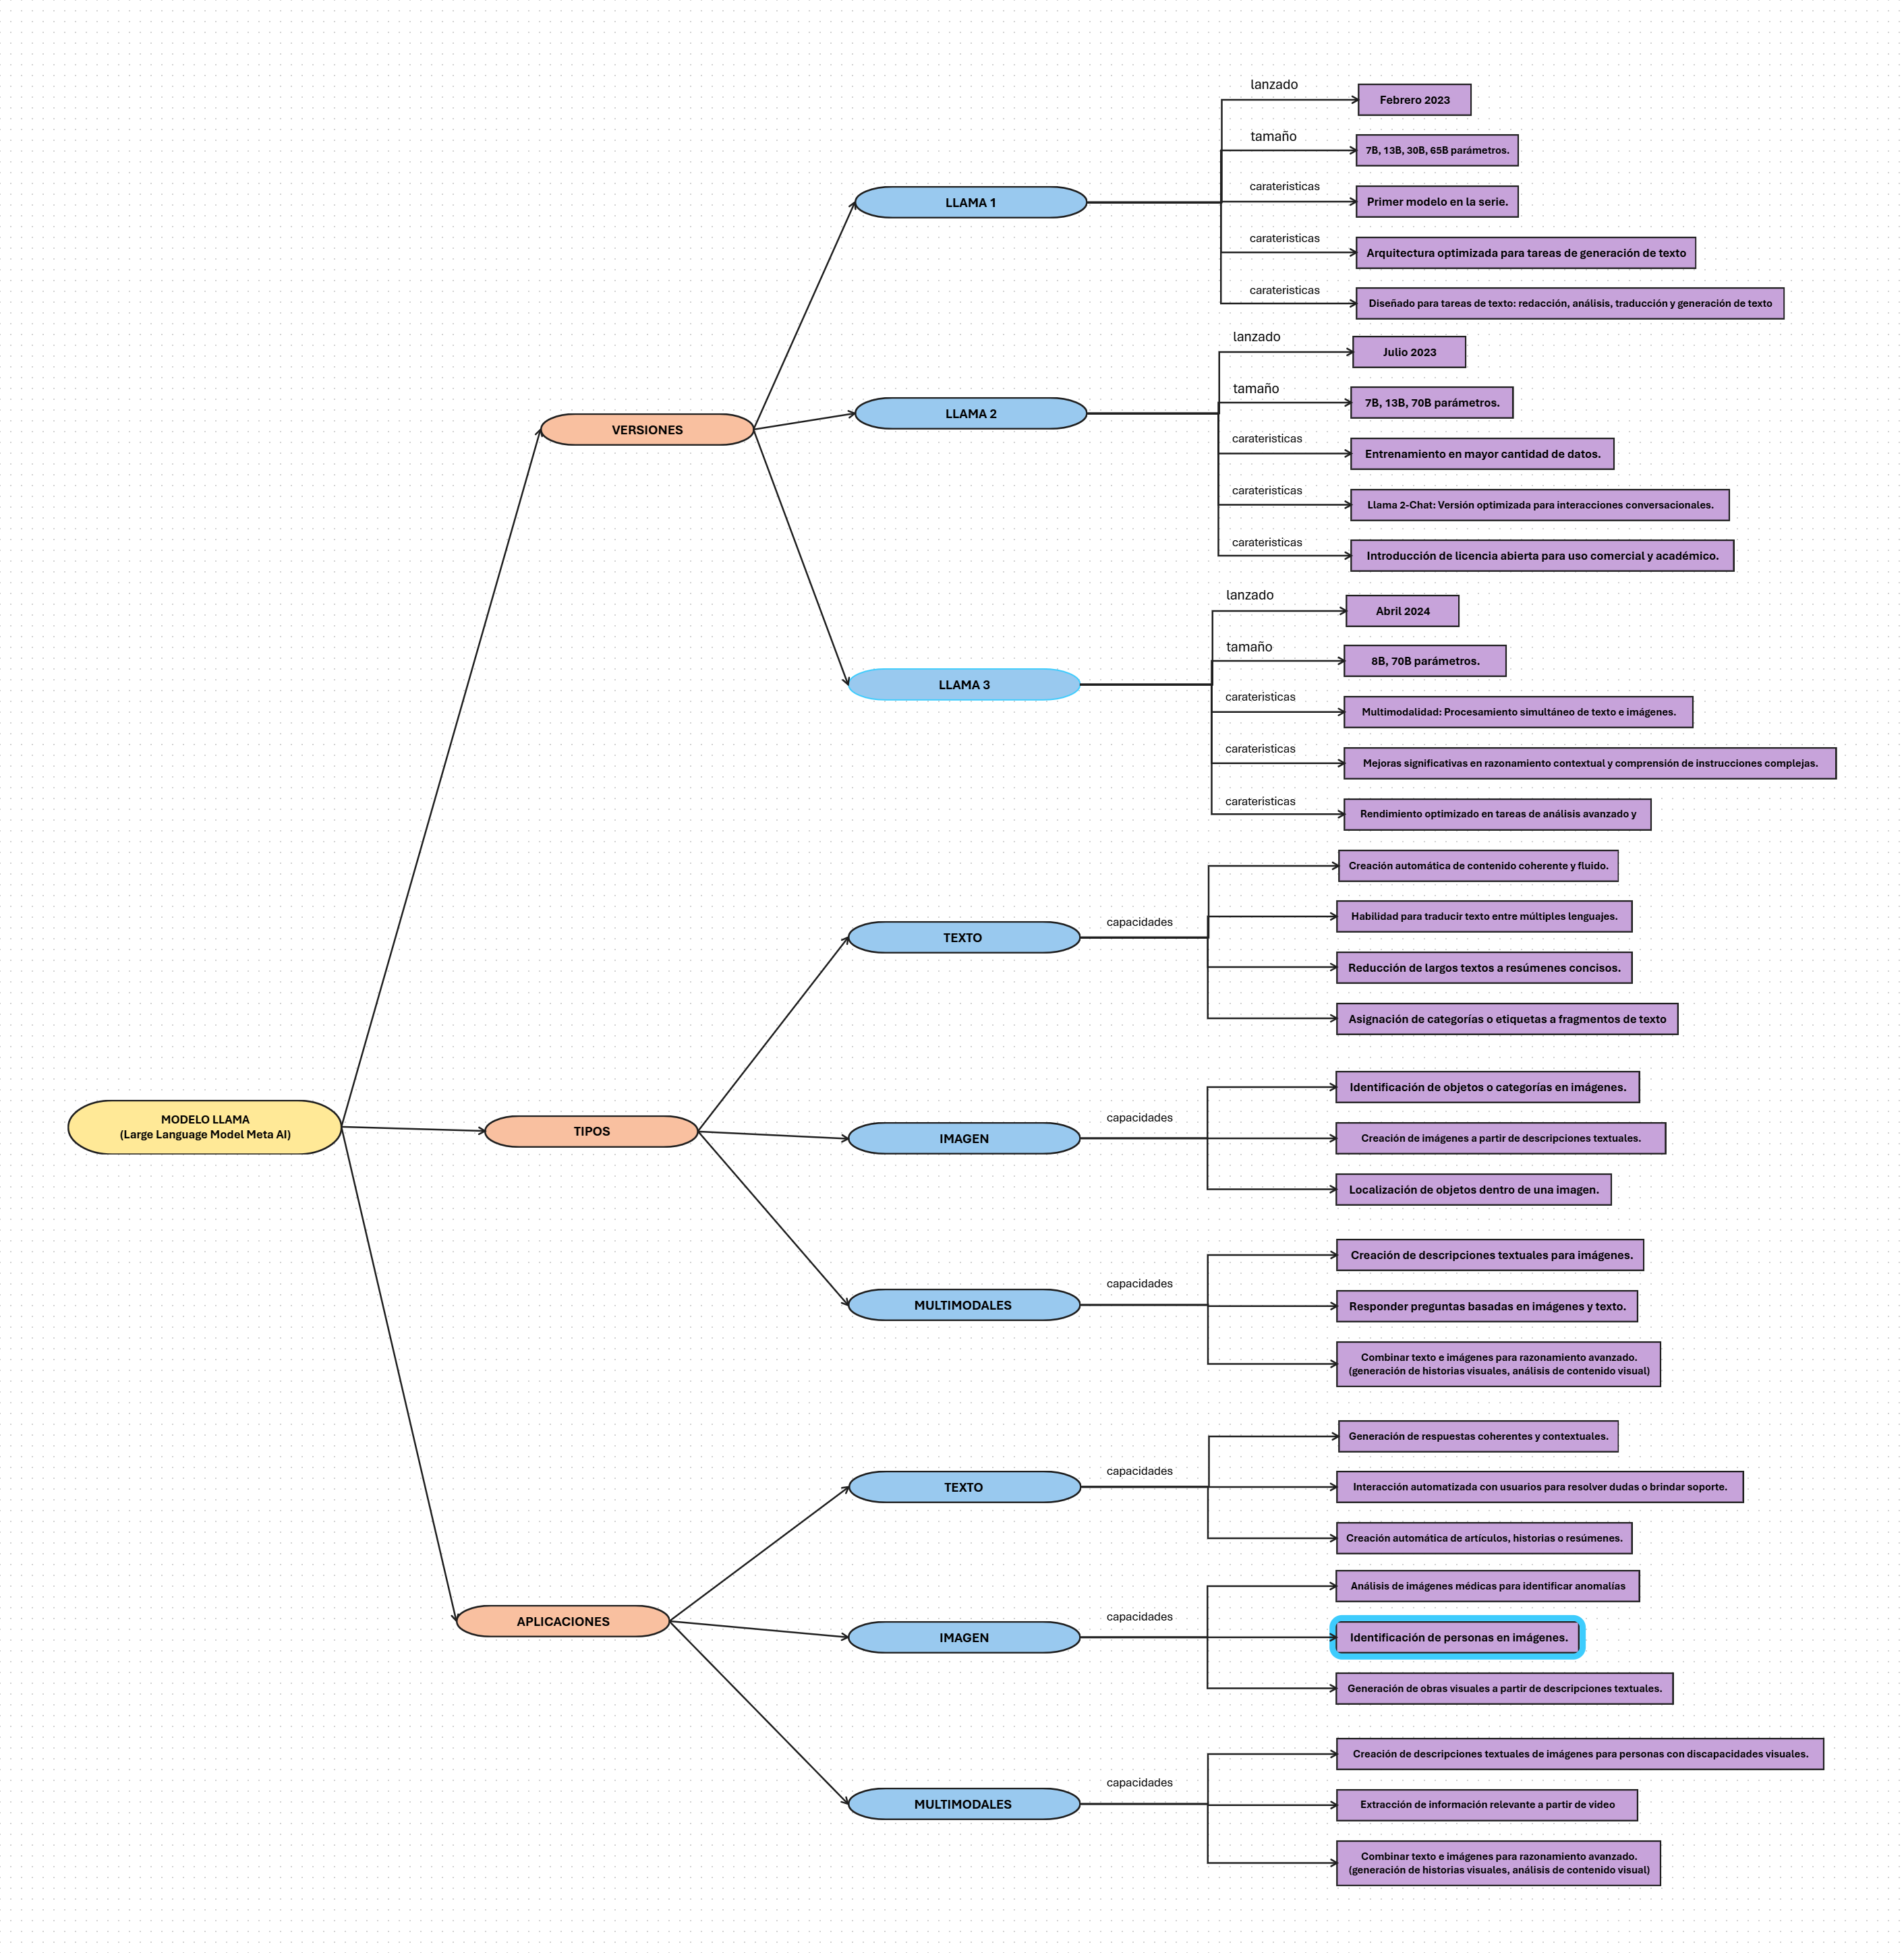 MODELO LLAMA
(Large Language Model Meta AI)
VERSIONES
LLAMA 1
lanzado
Febrero 2023
tamaño
7B, 13B, 30B, 65B parámetros.
carateristicas
Primer modelo en la serie.
carateristicas
Arquitectura optimizada para tareas de generación de texto
carateristicas
Diseñado para tareas de texto: redacción, análisis, traducción y generación de texto
LLAMA 2
lanzado
Julio 2023
tamaño
7B, 13B, 70B parámetros.
carateristicas
Entrenamiento en mayor cantidad de datos.
carateristicas
Llama 2-Chat: Versión optimizada para interacciones conversacionales.
carateristicas
Introducción de licencia abierta para uso comercial y académico.
LLAMA 3
lanzado
Abril 2024
tamaño
8B, 70B parámetros.
carateristicas
Multimodalidad: Procesamiento simultáneo de texto e imágenes.
carateristicas
Mejoras significativas en razonamiento contextual y comprensión de instrucciones complejas.
carateristicas
Rendimiento optimizado en tareas de análisis avanzado y
TIPOS
TEXTO
capacidades
Creación automática de contenido coherente y fluido.
Habilidad para traducir texto entre múltiples lenguajes.
Reducción de largos textos a resúmenes concisos.
Asignación de categorías o etiquetas a fragmentos de texto
IMAGEN
capacidades
Identificación de objetos o categorías en imágenes.
Creación de imágenes a partir de descripciones textuales.
Localización de objetos dentro de una imagen.
MULTIMODALES
capacidades
Creación de descripciones textuales para imágenes.
Responder preguntas basadas en imágenes y texto.
Combinar texto e imágenes para razonamiento avanzado.
(generación de historias visuales, análisis de contenido visual)
APLICACIONES
TEXTO
capacidades
Generación de respuestas coherentes y contextuales.
Interacción automatizada con usuarios para resolver dudas o brindar soporte.
Creación automática de artículos, historias o resúmenes.
IMAGEN
capacidades
Análisis de imágenes médicas para identificar anomalías
Identificación de personas en imágenes.
Generación de obras visuales a partir de descripciones textuales.
MULTIMODALES
capacidades
Creación de descripciones textuales de imágenes para personas con discapacidades visuales.
Extracción de información relevante a partir de video
Combinar texto e imágenes para razonamiento avanzado.
(generación de historias visuales, análisis de contenido visual)